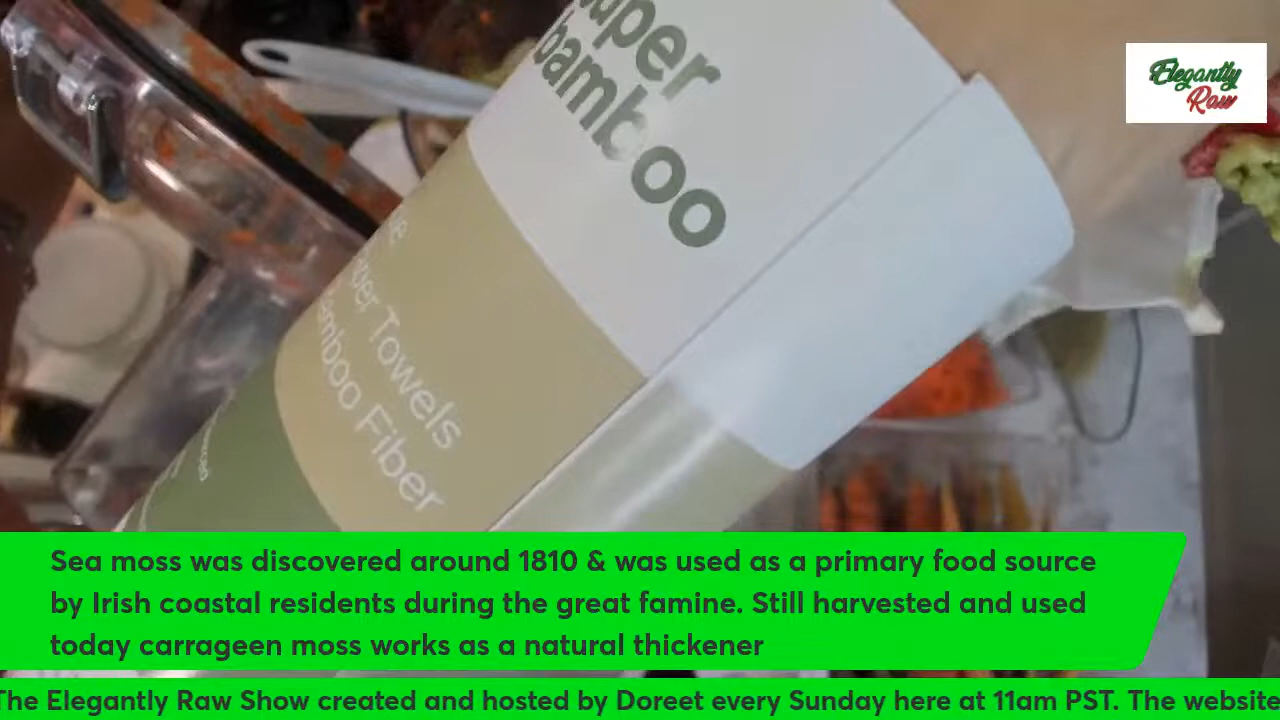 uper
bamboo
Towels
Fiber
Elegantly
Raw
Sea moss was discovered around 1810 & was used as a primary food source
by Irish coastal residents during the great famine. Still harvested and used
today carrageen moss works as a natural thickener
The Elegantly Raw Show created and hosted by Doreet every Sunday here at 11am PST. The website